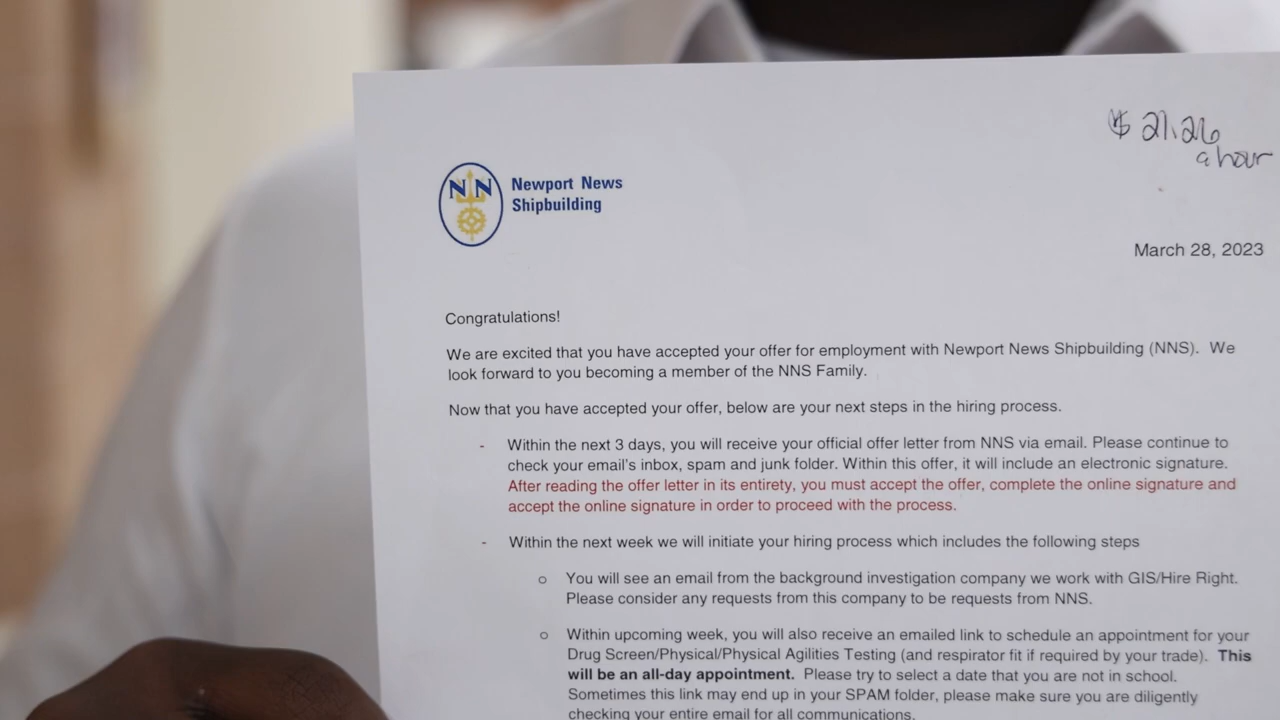 $ 21.26
a hour
NN Newport News
Shipbuilding
March 28, 2023
Congratulations!
We are excited that you have accepted your offer for employment with Newport News Shipbuilding (NNS). We
look forward to you becoming a member of the NNS Family.
Now that you have accepted your offer, below are your next steps in the hiring process.
- Within the next 3 days, you will receive your official offer letter from NNS via email. Please continue to
check your email's inbox, spam and junk folder. Within this offer, it will include an electronic signature.
After reading the offer letter in its entirety, you must accept the offer, complete the online signature and
accept the online signature in order to proceed with the process.
- Within the next week we will initiate your hiring process which includes the following steps
o You will see an email from the background investigation company we work with GIS/Hire Right.
Please consider any requests from this company to be requests from NNS.
o Within upcoming week, you will also receive an emailed link to schedule an appointment for your
Drug Screen/Physical/Physical Agilities Testing (and respirator fit if required by your trade). This
will be an all-day appointment. Please try to select a date that you are not in school.
Sometimes this link may end up in your SPAM folder, please make sure you are diligently
checking your entire email for all communications.